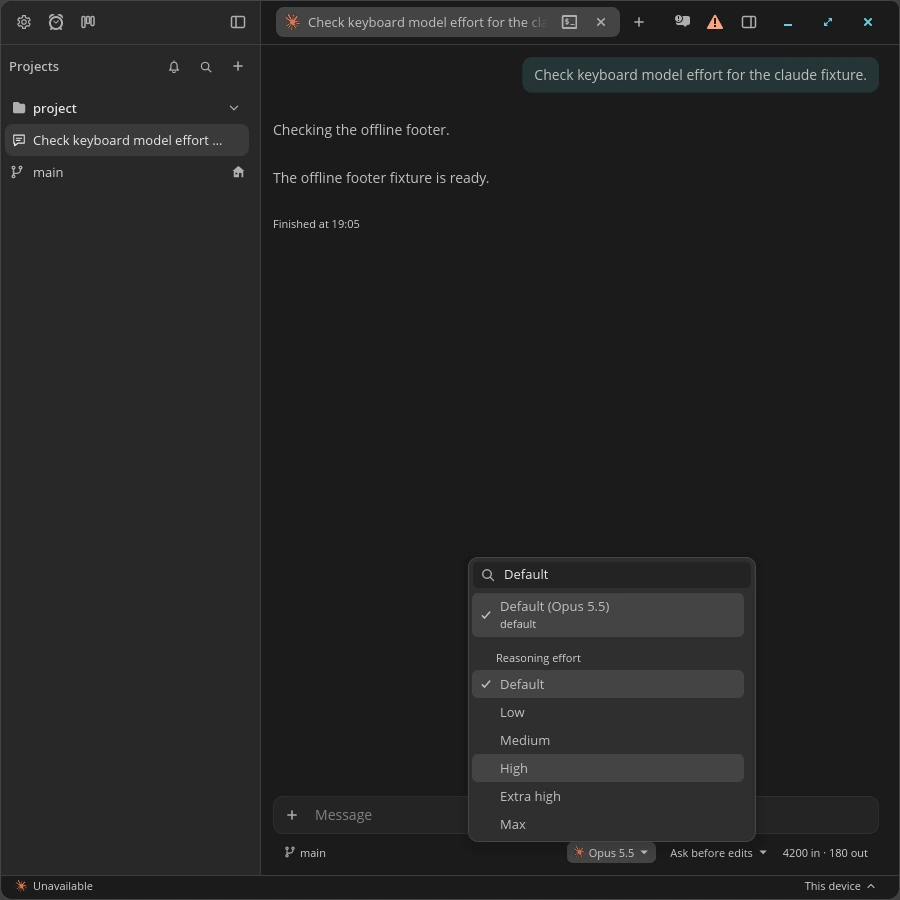 Check keyboard model effort for the cla
Projects
project
Check keyboard model effort ...
main
Check keyboard model effort for the claude fixture.
Checking the offline footer.
The offline footer fixture is ready.
Finished at 19:05
Default
Default (Opus 5.5)
default
Reasoning effort
Default
Low
Medium
High
Extra high
Max
Message
main
Opus 5.5
Ask before edits
4200 in · 180 out
Unavailable
This device